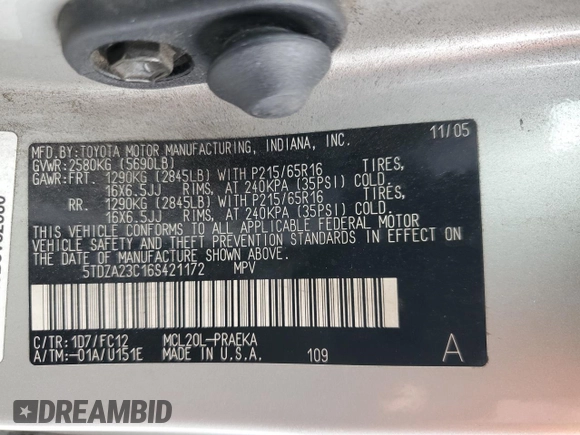 MFD.BY:TOYOTA MOTOR MANUFACTURING, INDIANA, INC. 11/05
GVWR:2580KG (5690LB)
GAWR:FRT. 1290KG (2845LB) WITH P215/65R16 TIRES,
16X6.5JJ RIMS, AT 240KPA (35PSI) COLD.
RR. 1290KG (2845LB) WITH P215/65R16 TIRES,
16X6.5JJ RIMS, AT 240KPA (35PSI) COLD.
THIS VEHICLE CONFORMS TO ALL APPLICABLE FEDERAL MOTOR
VEHICLE SAFETY AND THEFT PREVENTION STANDARDS IN EFFECT ON
THE DATE OF MANUFACTURE SHOWN ABOVE.
5TDZA23C16S421172 MPV
C/TR:1D7/FC12 MCL20L-PRAEKA
A/TM:-01A/U151E MADE IN U.S.A. 109 A
DREAMBID